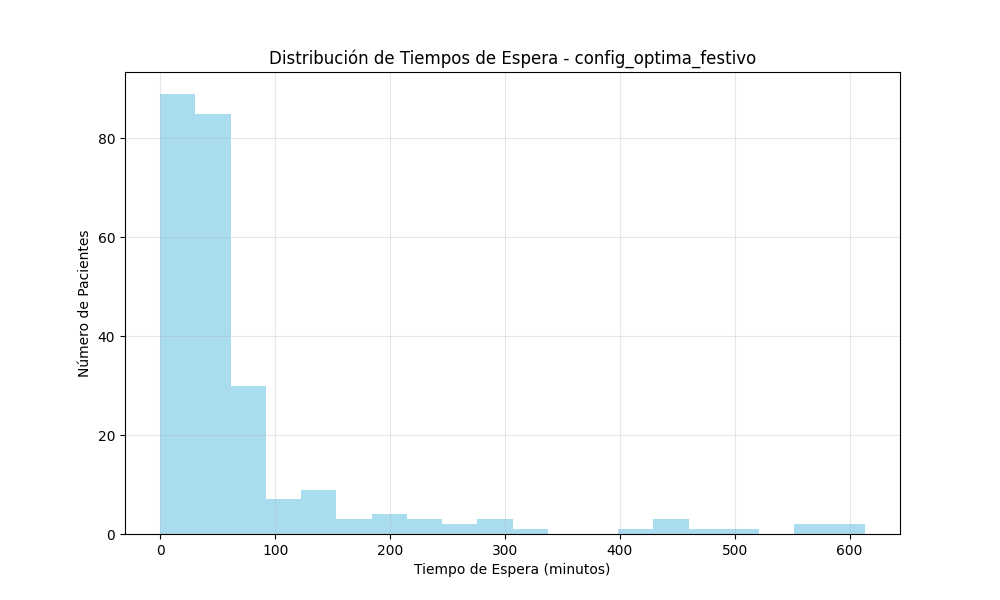 Distribución de Tiempos de Espera - config_optima_festivo
Número de Pacientes
80
60
40
20
0
0 100 200 300 400 500 600
Tiempo de Espera (minutos)